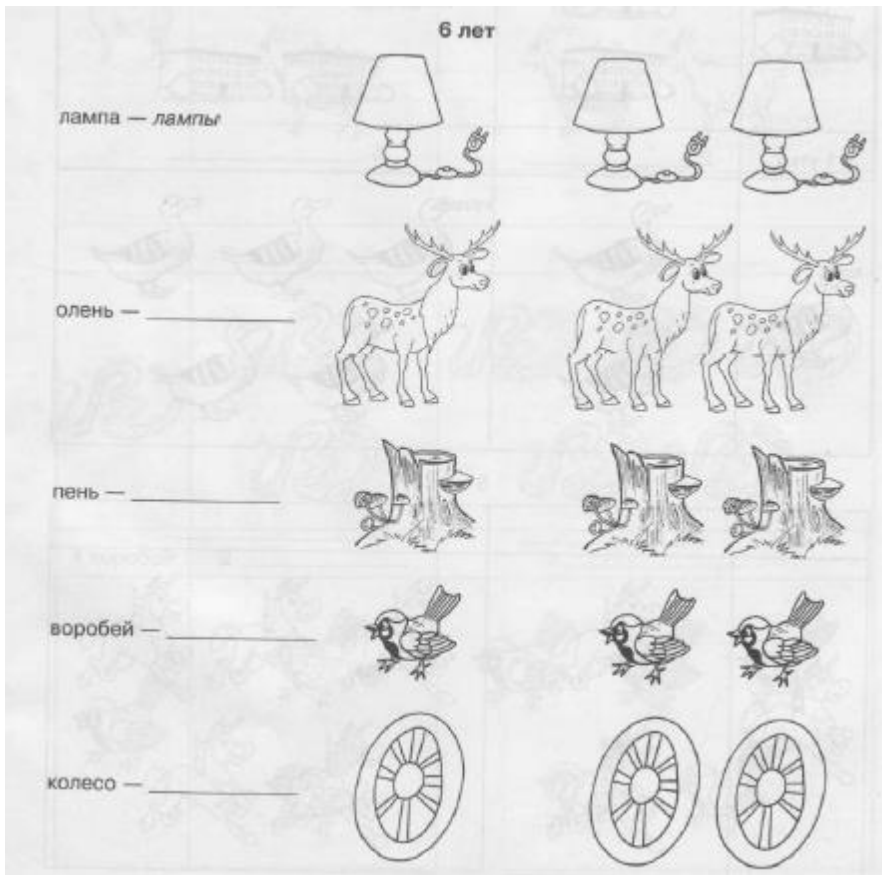 6 лет
лампа — лампы
олень — ___________
пень — ___________
воробей — ___________
колесо — ___________